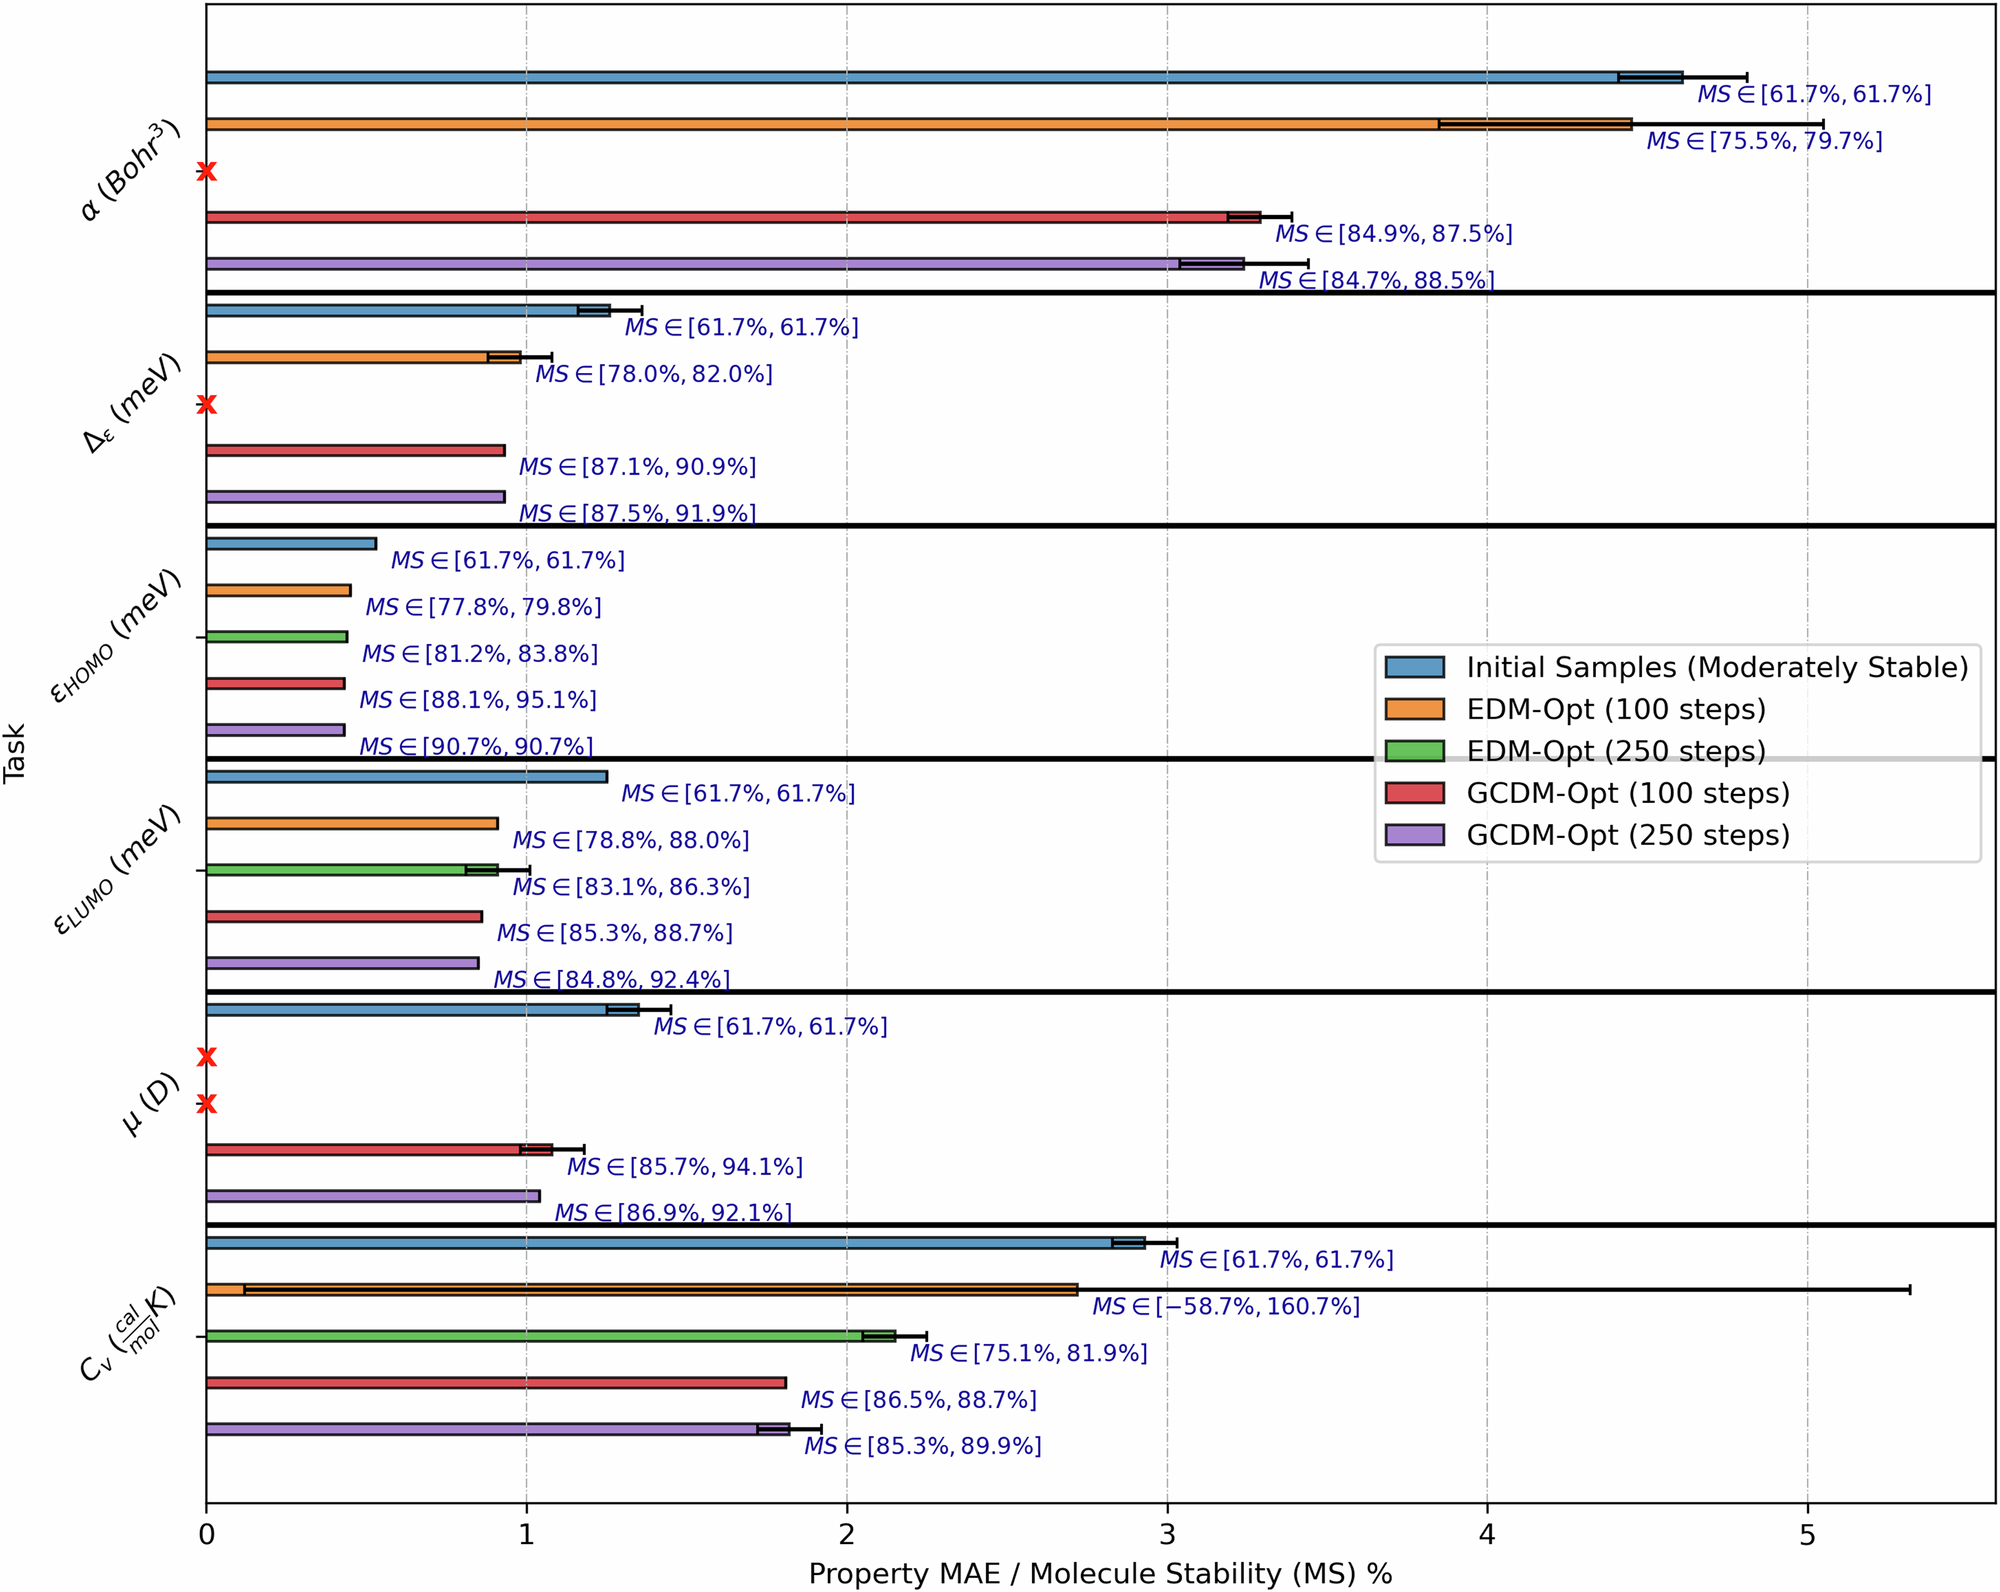 α (Bohr³)
MS ∈ [61.7%, 61.7%]
MS ∈ [75.5%, 79.7%]
X
MS ∈ [84.9%, 87.5%]
MS ∈ [84.7%, 88.5%]
Δε (meV)
MS ∈ [61.7%, 61.7%]
MS ∈ [78.0%, 82.0%]
X
MS ∈ [87.1%, 90.9%]
MS ∈ [87.5%, 91.9%]
εHOMO (meV)
MS ∈ [61.7%, 61.7%]
MS ∈ [77.8%, 79.8%]
MS ∈ [81.2%, 83.8%]
MS ∈ [88.1%, 95.1%]
MS ∈ [90.7%, 90.7%]
Initial Samples (Moderately Stable)
EDM-Opt (100 steps)
EDM-Opt (250 steps)
GCDM-Opt (100 steps)
GCDM-Opt (250 steps)
Task
εLUMO (meV)
MS ∈ [61.7%, 61.7%]
MS ∈ [78.8%, 88.0%]
MS ∈ [83.1%, 86.3%]
MS ∈ [85.3%, 88.7%]
MS ∈ [84.8%, 92.4%]
μ (D)
MS ∈ [61.7%, 61.7%]
X
X
MS ∈ [85.7%, 94.1%]
MS ∈ [86.9%, 92.1%]
Cv (cal/mol K)
MS ∈ [61.7%, 61.7%]
MS ∈ [−58.7%, 160.7%]
MS ∈ [75.1%, 81.9%]
MS ∈ [86.5%, 88.7%]
MS ∈ [85.3%, 89.9%]
0 1 2 3 4 5
Property MAE / Molecule Stability (MS) %